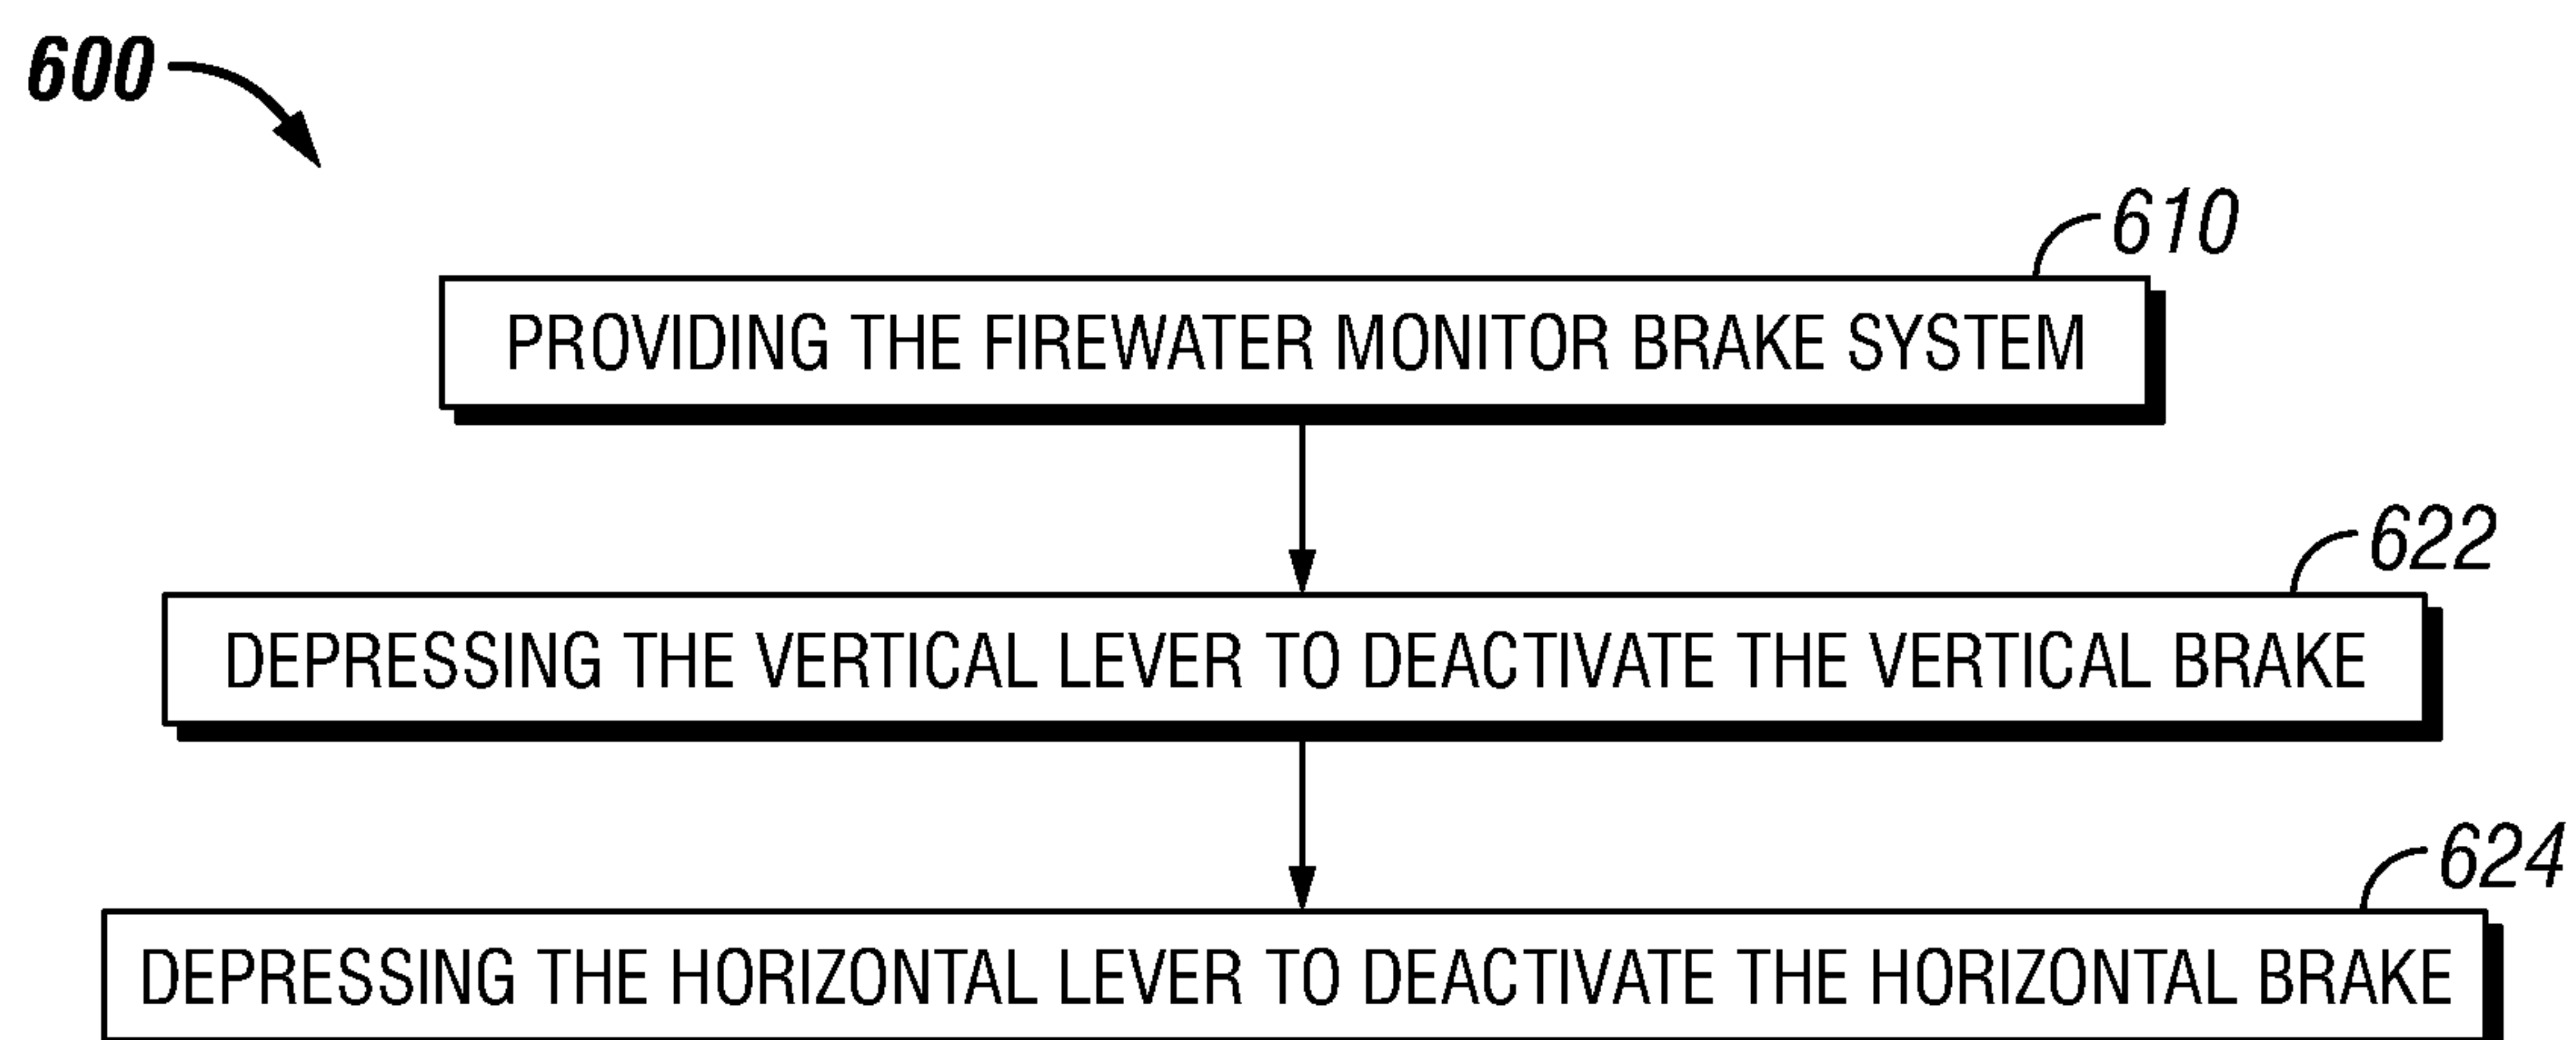 600
610
PROVIDING THE FIREWATER MONITOR BRAKE SYSTEM
622
DEPRESSING THE VERTICAL LEVER TO DEACTIVATE THE VERTICAL BRAKE
624
DEPRESSING THE HORIZONTAL LEVER TO DEACTIVATE THE HORIZONTAL BRAKE